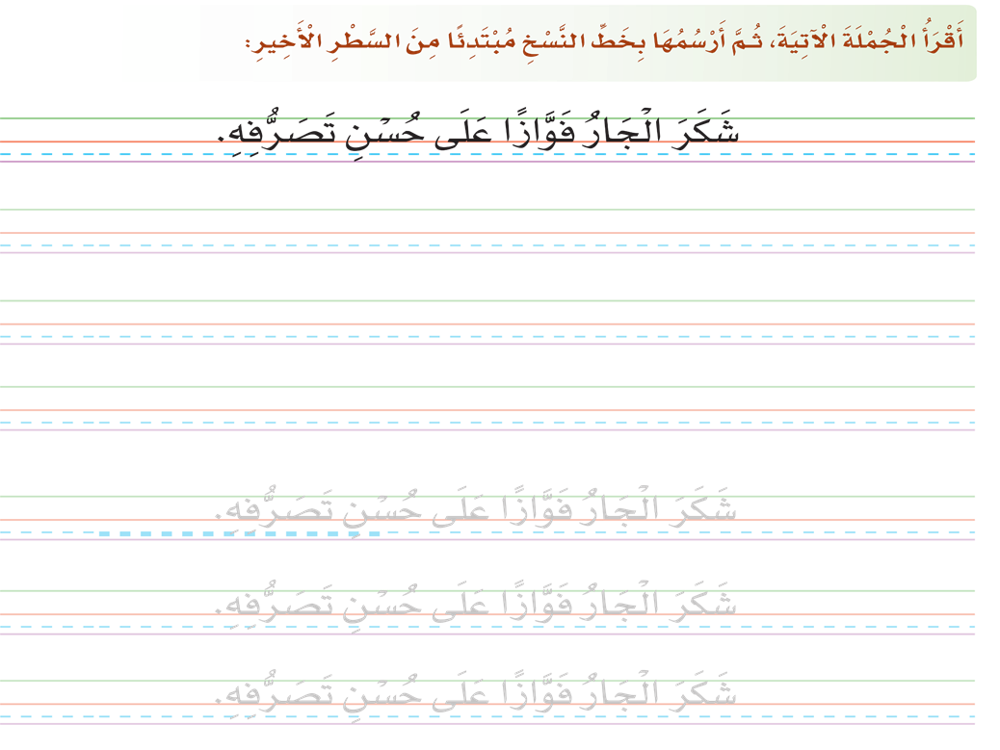 أَقْرَأُ الْجُمْلَةَ الْآتِيَةَ، ثُمَّ أَرْسُمُهَا بِخَطِّ النَّسْخِ مُبْتَدِئًا مِنَ السَّطْرِ الْأَخِيرِ:
شَكَرَ الْجَارُ فَوَّازًا عَلَى حُسْنِ تَصَرُّفِهِ.
شَكَرَ الْجَارُ فَوَّازًا عَلَى حُسْنِ تَصَرُّفِهِ.
شَكَرَ الْجَارُ فَوَّازًا عَلَى حُسْنِ تَصَرُّفِهِ.
شَكَرَ الْجَارُ فَوَّازًا عَلَى حُسْنِ تَصَرُّفِهِ.